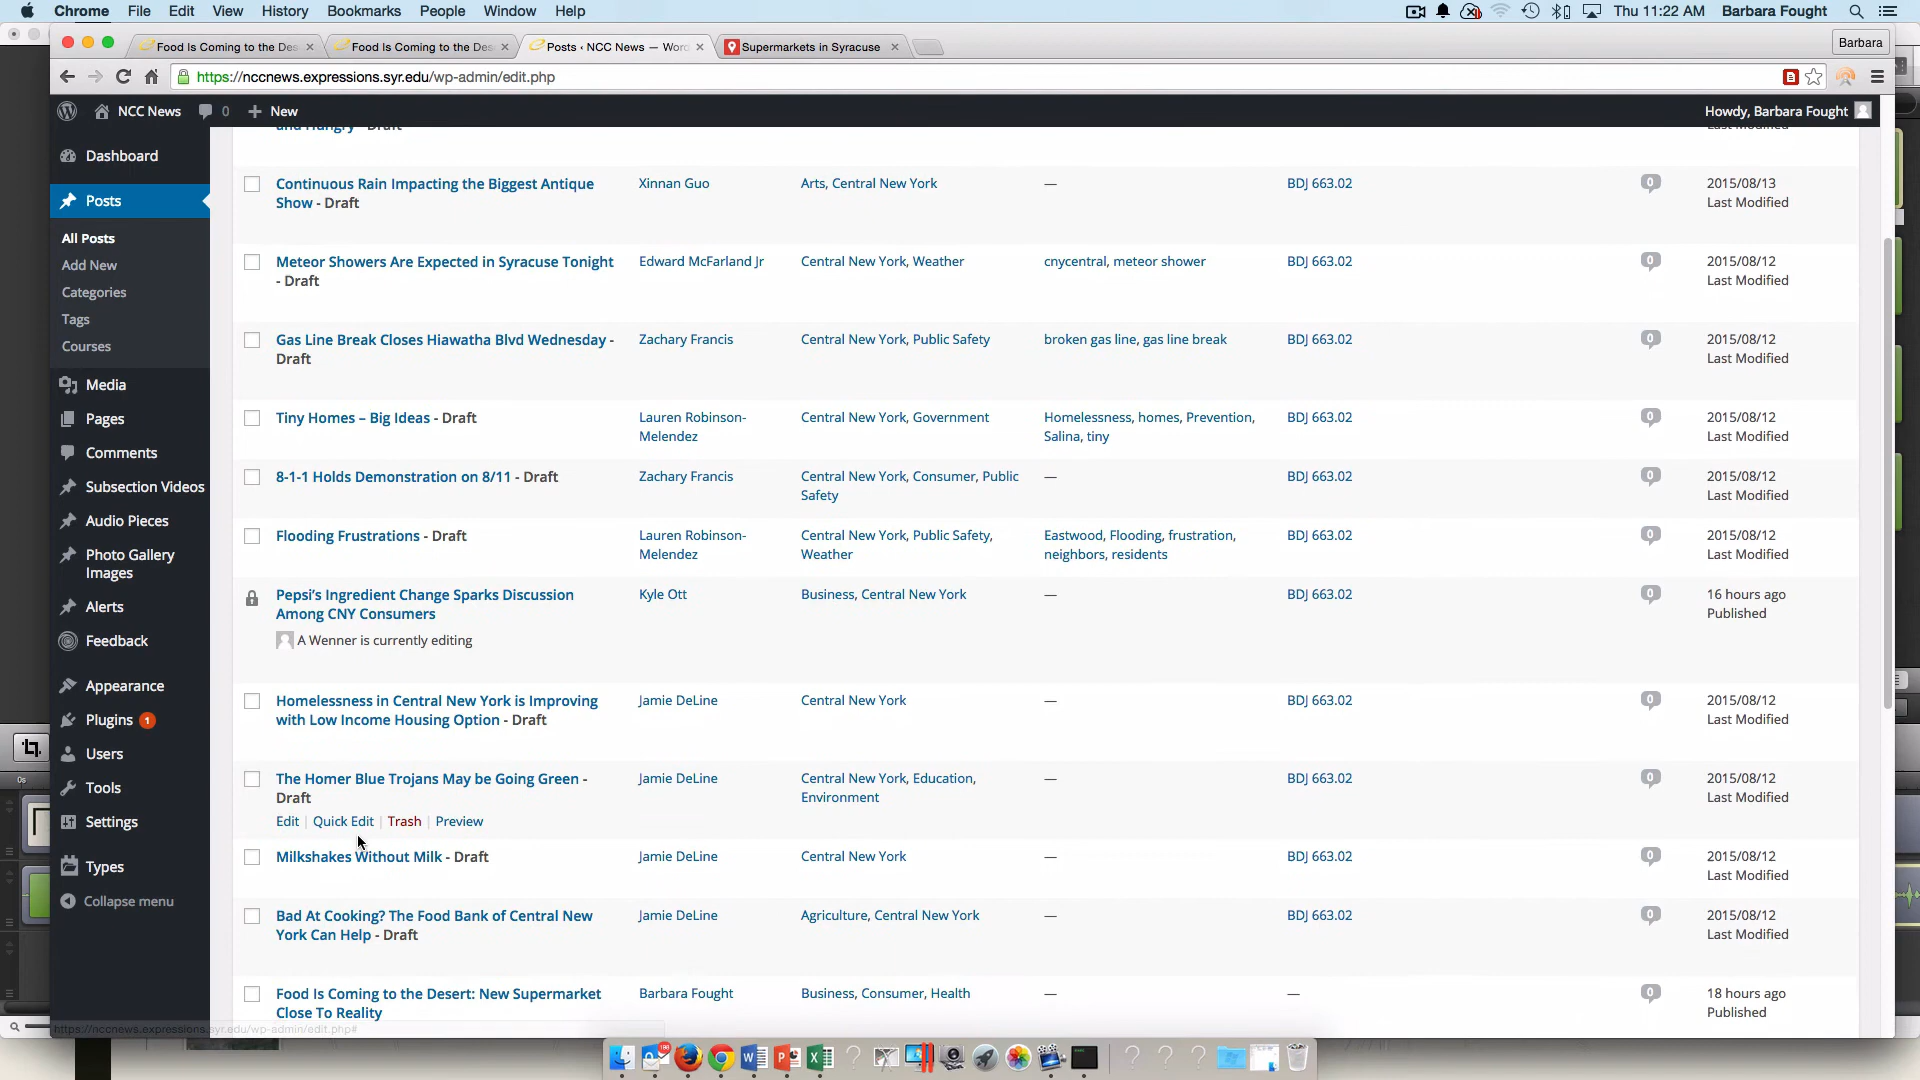 Chrome File Edit View History Bookmarks People Window Help Thu 11:22 AM Barbara Fought
Food Is Coming to the Des × Food Is Coming to the Des × Posts ‹ NCC News — Word × Supermarkets in Syracuse × Barbara
https://nccnews.expressions.syr.edu/wp-admin/edit.php
NCC News 0 + New Howdy, Barbara Fought
Dashboard
Posts
All Posts
Add New
Categories
Tags
Courses
Media
Pages
Comments
Subsection Videos
Audio Pieces
Photo Gallery
Images
Alerts
Feedback
Appearance
Plugins 1
Users
Tools
Settings
Types
Collapse menu
and Hungry - Draft Last Modified
Continuous Rain Impacting the Biggest Antique Xinnan Guo Arts, Central New York — BDJ 663.02 0 2015/08/13
Show - Draft Last Modified
Meteor Showers Are Expected in Syracuse Tonight Edward McFarland Jr Central New York, Weather cnycentral, meteor shower BDJ 663.02 0 2015/08/12
- Draft Last Modified
Gas Line Break Closes Hiawatha Blvd Wednesday - Zachary Francis Central New York, Public Safety broken gas line, gas line break BDJ 663.02 0 2015/08/12
Draft Last Modified
Tiny Homes – Big Ideas - Draft Lauren Robinson- Central New York, Government Homelessness, homes, Prevention, BDJ 663.02 0 2015/08/12
Melendez Salina, tiny Last Modified
8-1-1 Holds Demonstration on 8/11 - Draft Zachary Francis Central New York, Consumer, Public — BDJ 663.02 0 2015/08/12
Safety Last Modified
Flooding Frustrations - Draft Lauren Robinson- Central New York, Public Safety, Eastwood, Flooding, frustration, BDJ 663.02 0 2015/08/12
Melendez Weather neighbors, residents Last Modified
Pepsi's Ingredient Change Sparks Discussion Kyle Ott Business, Central New York — BDJ 663.02 0 16 hours ago
Among CNY Consumers Published
A Wenner is currently editing
Homelessness in Central New York is Improving Jamie DeLine Central New York — BDJ 663.02 0 2015/08/12
with Low Income Housing Option - Draft Last Modified
The Homer Blue Trojans May be Going Green - Jamie DeLine Central New York, Education, — BDJ 663.02 0 2015/08/12
Draft Environment Last Modified
Edit | Quick Edit | Trash | Preview
Milkshakes Without Milk - Draft Jamie DeLine Central New York — BDJ 663.02 0 2015/08/12
Last Modified
Bad At Cooking? The Food Bank of Central New Jamie DeLine Agriculture, Central New York — BDJ 663.02 0 2015/08/12
York Can Help - Draft Last Modified
Food Is Coming to the Desert: New Supermarket Barbara Fought Business, Consumer, Health — — 0 18 hours ago
Close To Reality Published
https://nccnews.expressions.syr.edu/wp-admin/edit.php#
0s